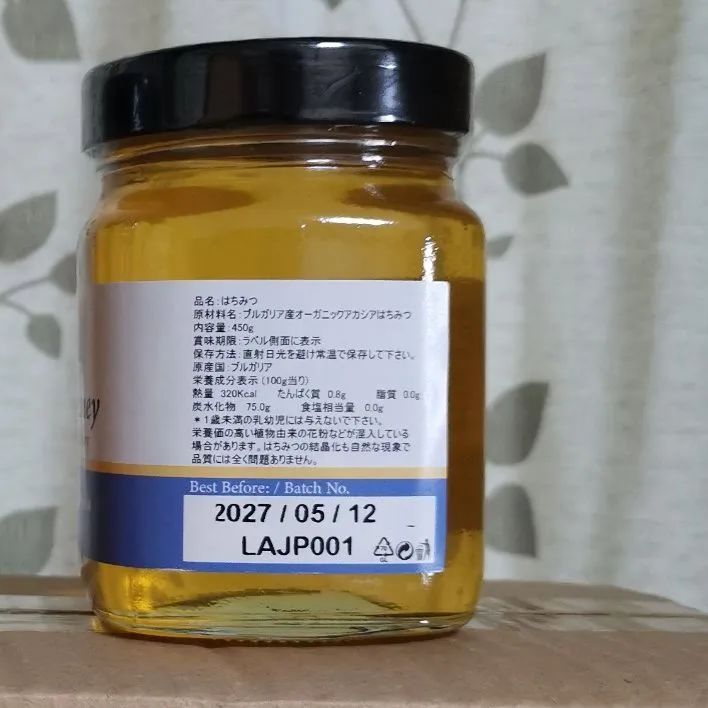 品名:はちみつ
原材料名:ブルガリア産オーガニックアカシアはちみつ
内容量:450g
賞味期限:ラベル側面に表示
保存方法:直射日光を避け常温で保存して下さい。
原産国:ブルガリア
栄養成分表示(100g当り)
熱量 320Kcal たんぱく質 0.8g 脂質 0.0g
炭水化物 75.0g 食塩相当量 0.0g
*1歳未満の乳幼児には与えないで下さい。
栄養価の高い植物由来の花粉などが混入している
場合があります。はちみつの結晶化も自然な現象で
品質には全く問題ありません。
Best Before: / Batch No.
2027 / 05 / 12
LAJP001
70
GL